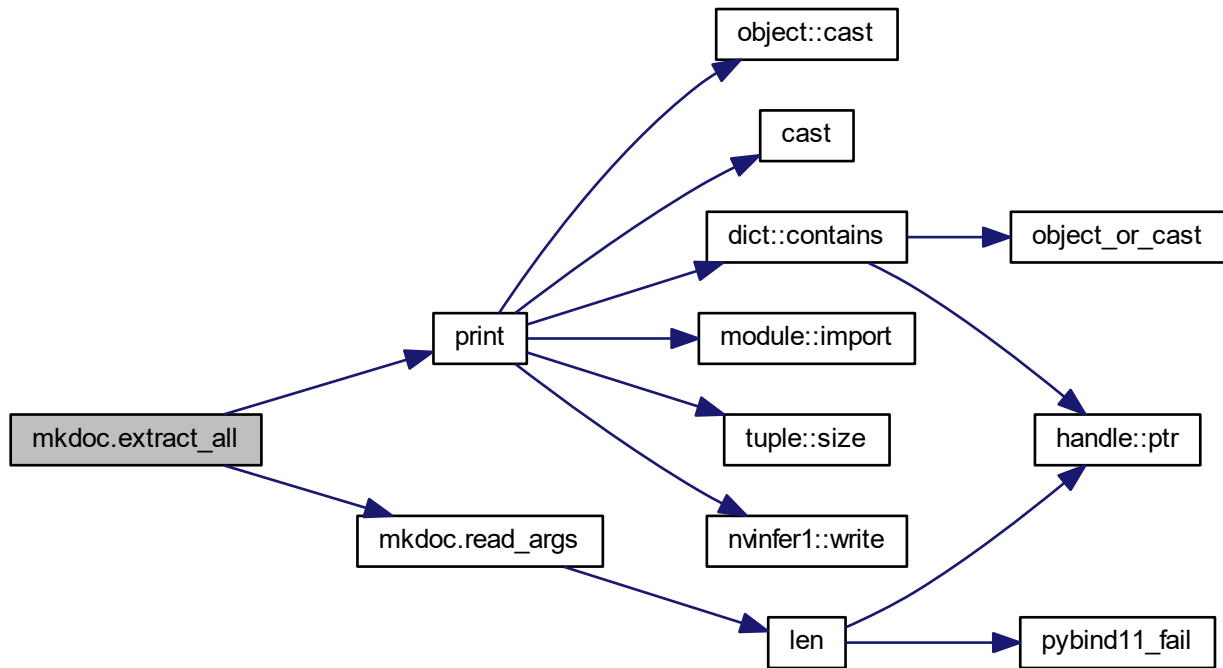 object::cast
cast
dict::contains
object_or_cast
print
module::import
mkdoc.extract_all
tuple::size
handle::ptr
mkdoc.read_args
nvinfer1::write
len
pybind11_fail